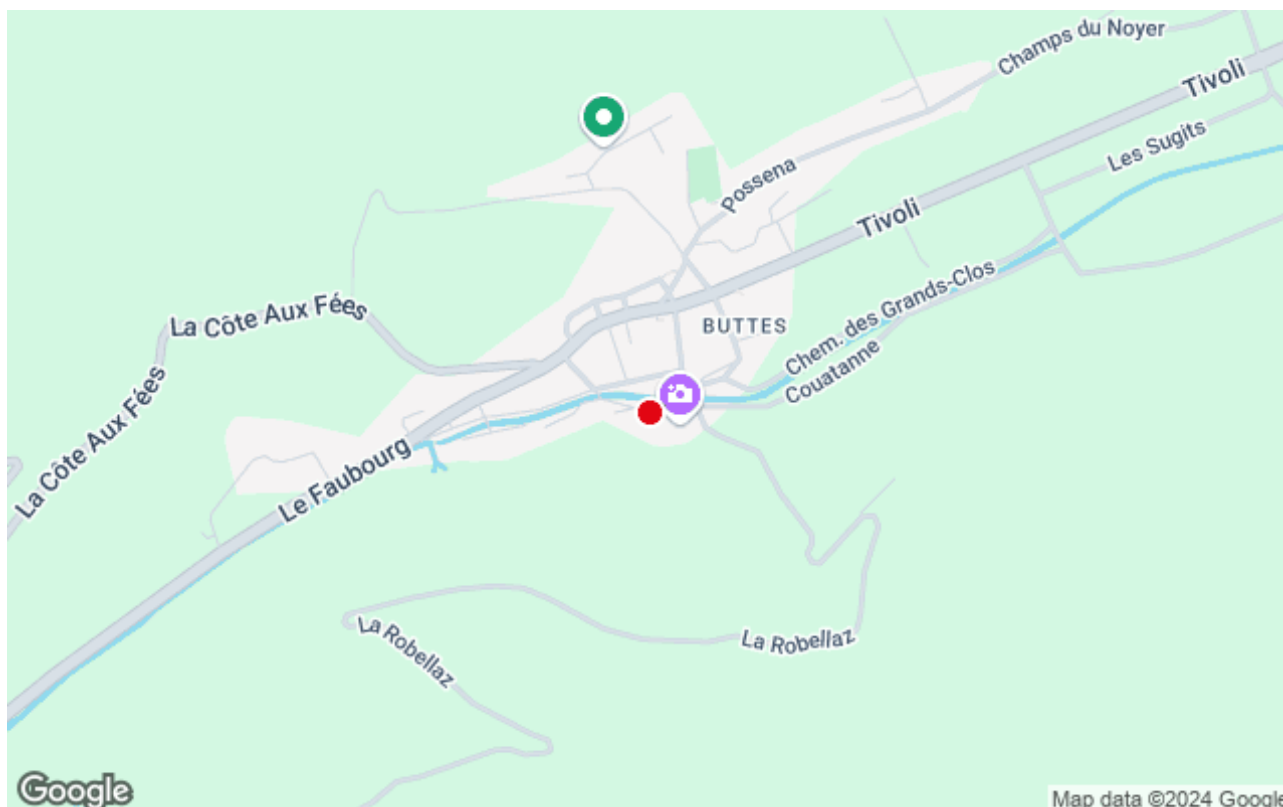 Champs du Noyer
Tivoli
Les Sugits
Possena
Tivoli
Chem. des Grands-Clos
La Côte Aux Fées
BUTTES
Couatanne
La Côte Aux Fées
Le Faubourg
La Robellaz
La Robellaz
Google
Map data ©2024 Google